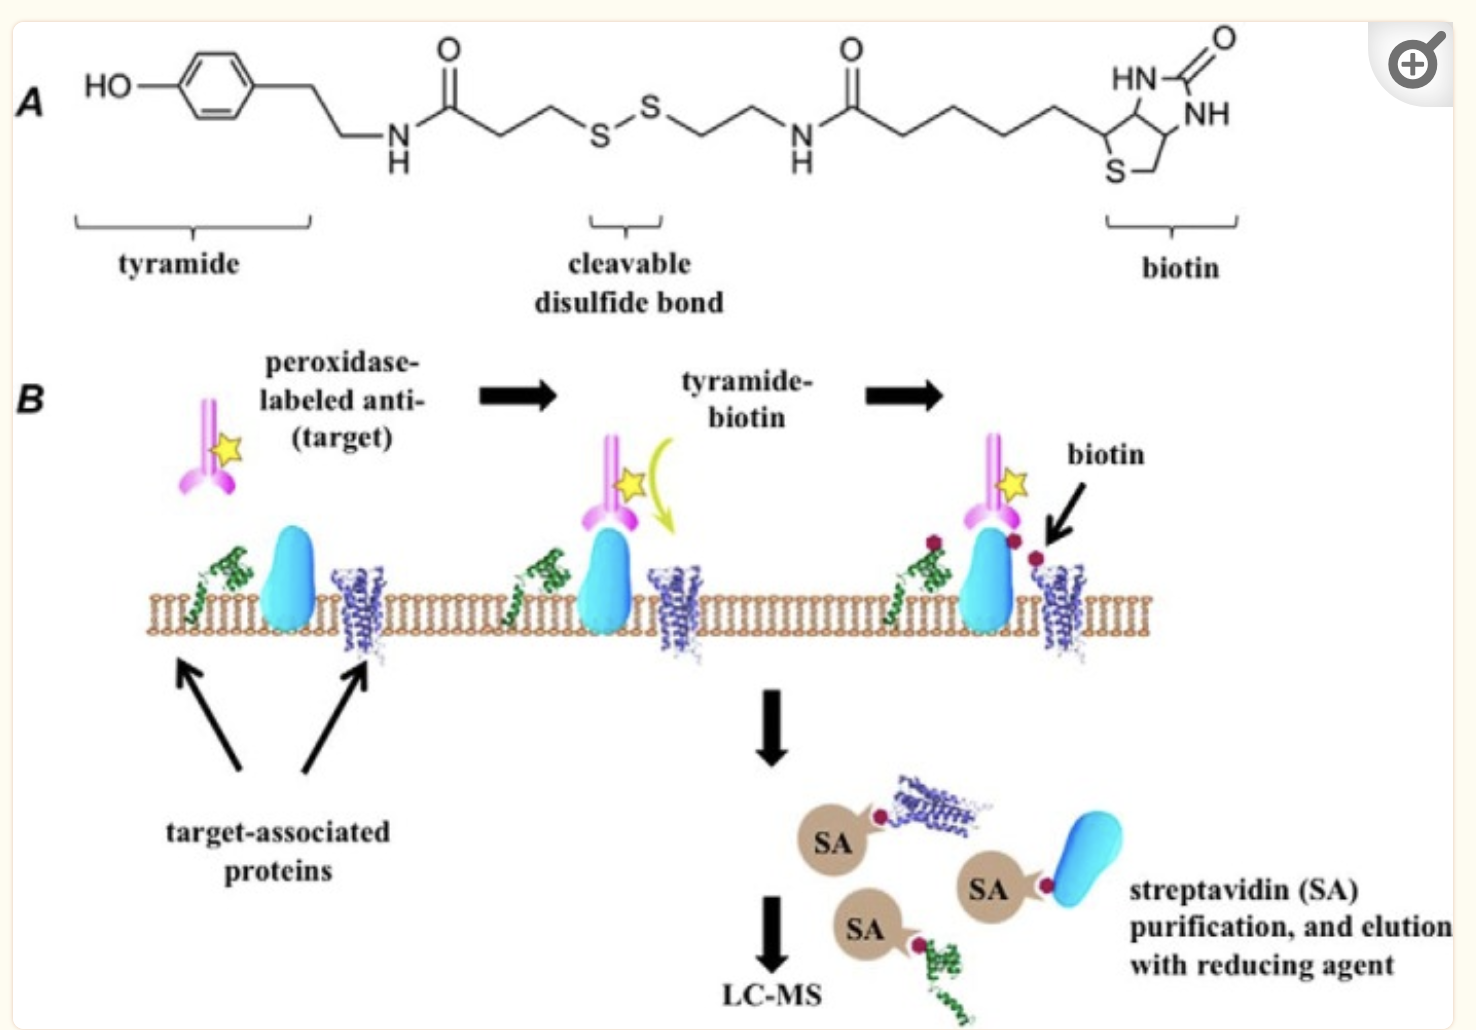 A
HO
O
N
H
S
S
O
N
H
HN
O
NH
S
tyramide
cleavable
disulfide bond
biotin
B
peroxidase-
labeled anti-
(target)
tyramide-
biotin
biotin
target-associated
proteins
SA
SA
SA
streptavidin (SA)
purification, and elution
with reducing agent
LC-MS